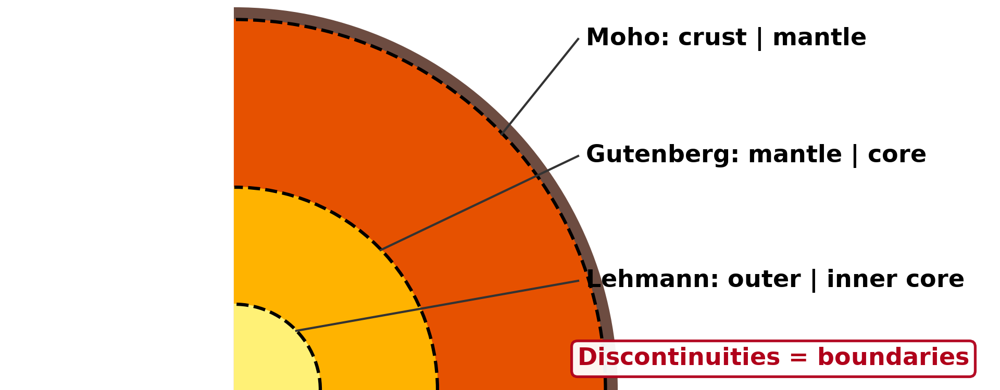 Moho: crust | mantle
Gutenberg: mantle | core
Lehmann: outer | inner core
Discontinuities = boundaries